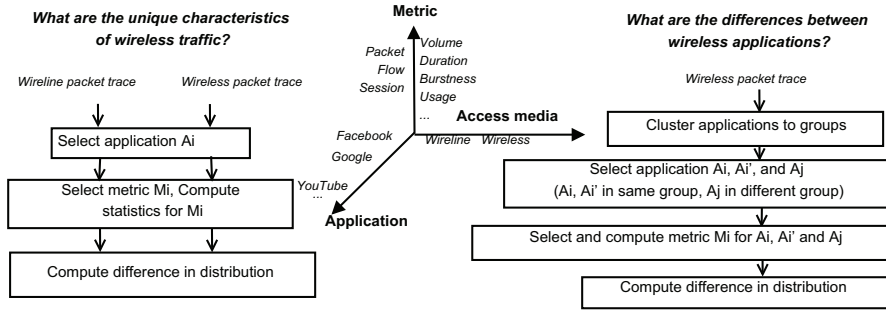 What are the unique characteristics
of wireless traffic?
Wireline packet trace
Wireless packet trace
Select application Ai
Select metric Mi, Compute
statistics for Mi
Compute difference in distribution
Metric
Packet
Flow
Session
Volume
Duration
Burstness
Usage
...
Access media
Wireline Wireless
Facebook
Google
YouTube
...
Application
What are the differences between
wireless applications?
Wireless packet trace
Cluster applications to groups
Select application Ai, Ai', and Aj
(Ai, Ai' in same group, Aj in different group)
Select and compute metric Mi for Ai, Ai' and Aj
Compute difference in distribution